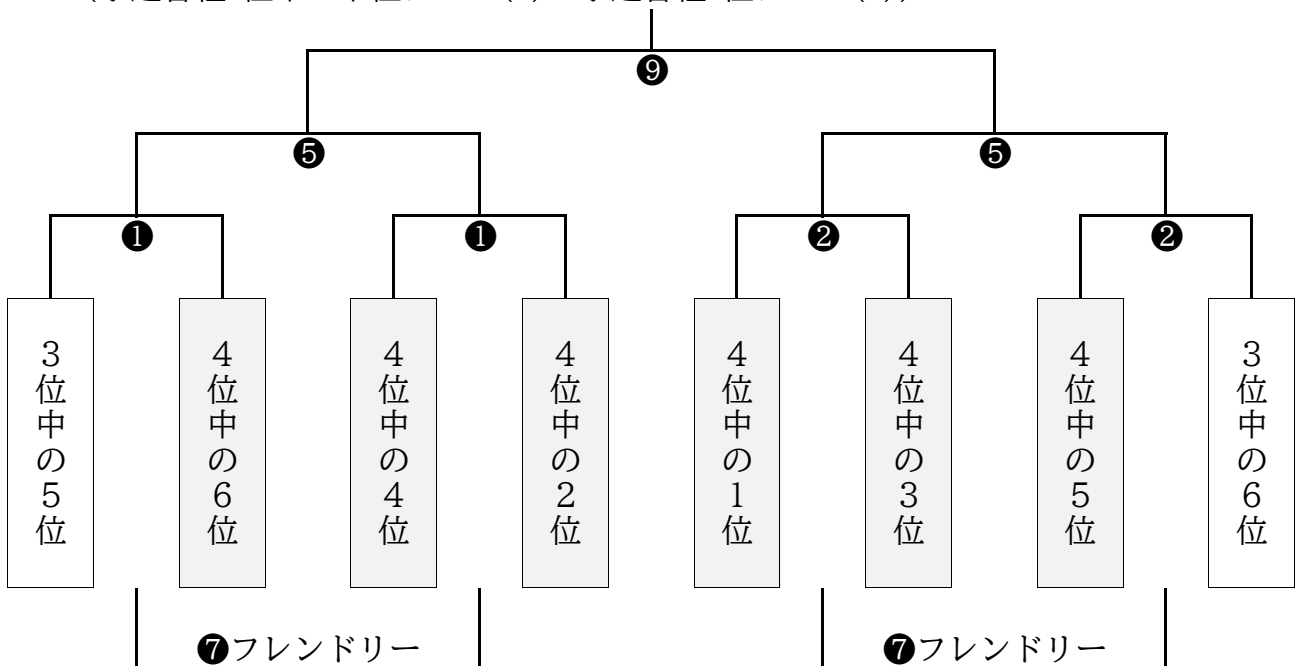 ❾
❺ ❺
❶ ❶ ❷ ❷
3位中の5位
4位中の6位
4位中の4位
4位中の2位
4位中の1位
4位中の3位
4位中の5位
3位中の6位
❼フレンドリー ❼フレンドリー